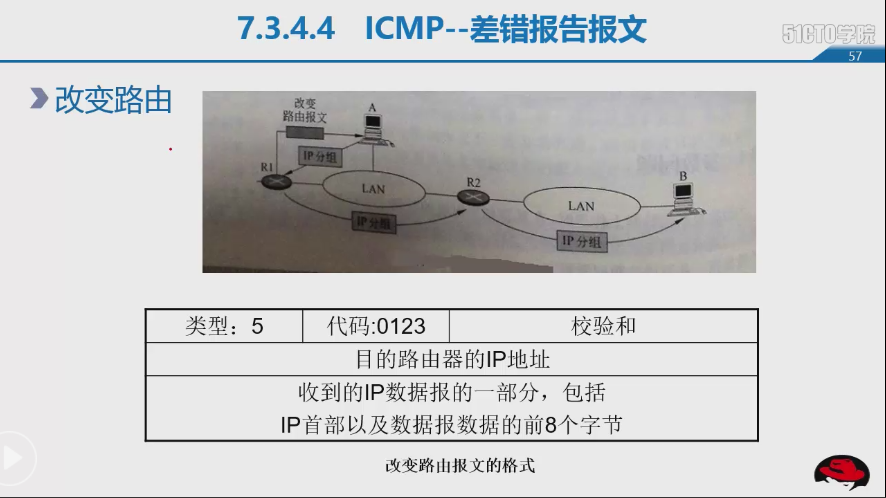 7.3.4.4 ICMP--差错报告报文
51CTO学院
57
改变路由
改变
路由报文
A
IP分组
R1
LAN
R2
B
LAN
IP分组
IP分组
类型：5 代码:0123 校验和
目的路由器的IP地址
收到的IP数据报的一部分，包括
IP首部以及数据报数据的前8个字节
改变路由报文的格式